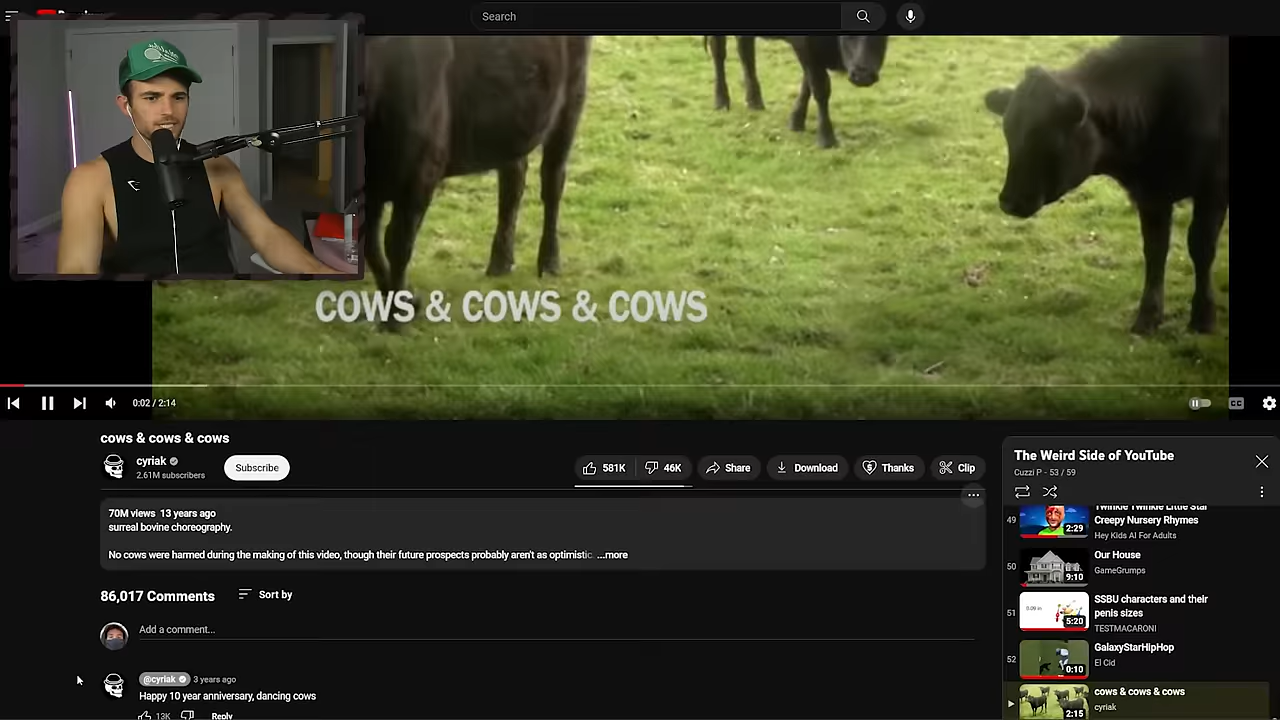 Search
COWS & COWS & COWS
0:02 / 2:14
CC
cows & cows & cows
cyriak
2.61M subscribers
Subscribe
581K
46K
Share
Download
Thanks
Clip
70M views 13 years ago
surreal bovine choreography.
No cows were harmed during the making of this video, though their future prospects probably aren't as optimistic. ...more
86,017 Comments
Sort by
Add a comment...
@cyriak
3 years ago
Happy 10 year anniversary, dancing cows
13K
Reply
The Weird Side of YouTube
Cuzzi P - 53 / 59
49
2:29
Twinkle Twinkle Little Star
Creepy Nursery Rhymes
Hey Kids AI For Adults
50
9:10
Our House
GameGrumps
51
5:20
SSBU characters and their
penis sizes
TESTMACARONI
52
0:10
GalaxyStarHipHop
El Cid
2:15
cows & cows & cows
cyriak